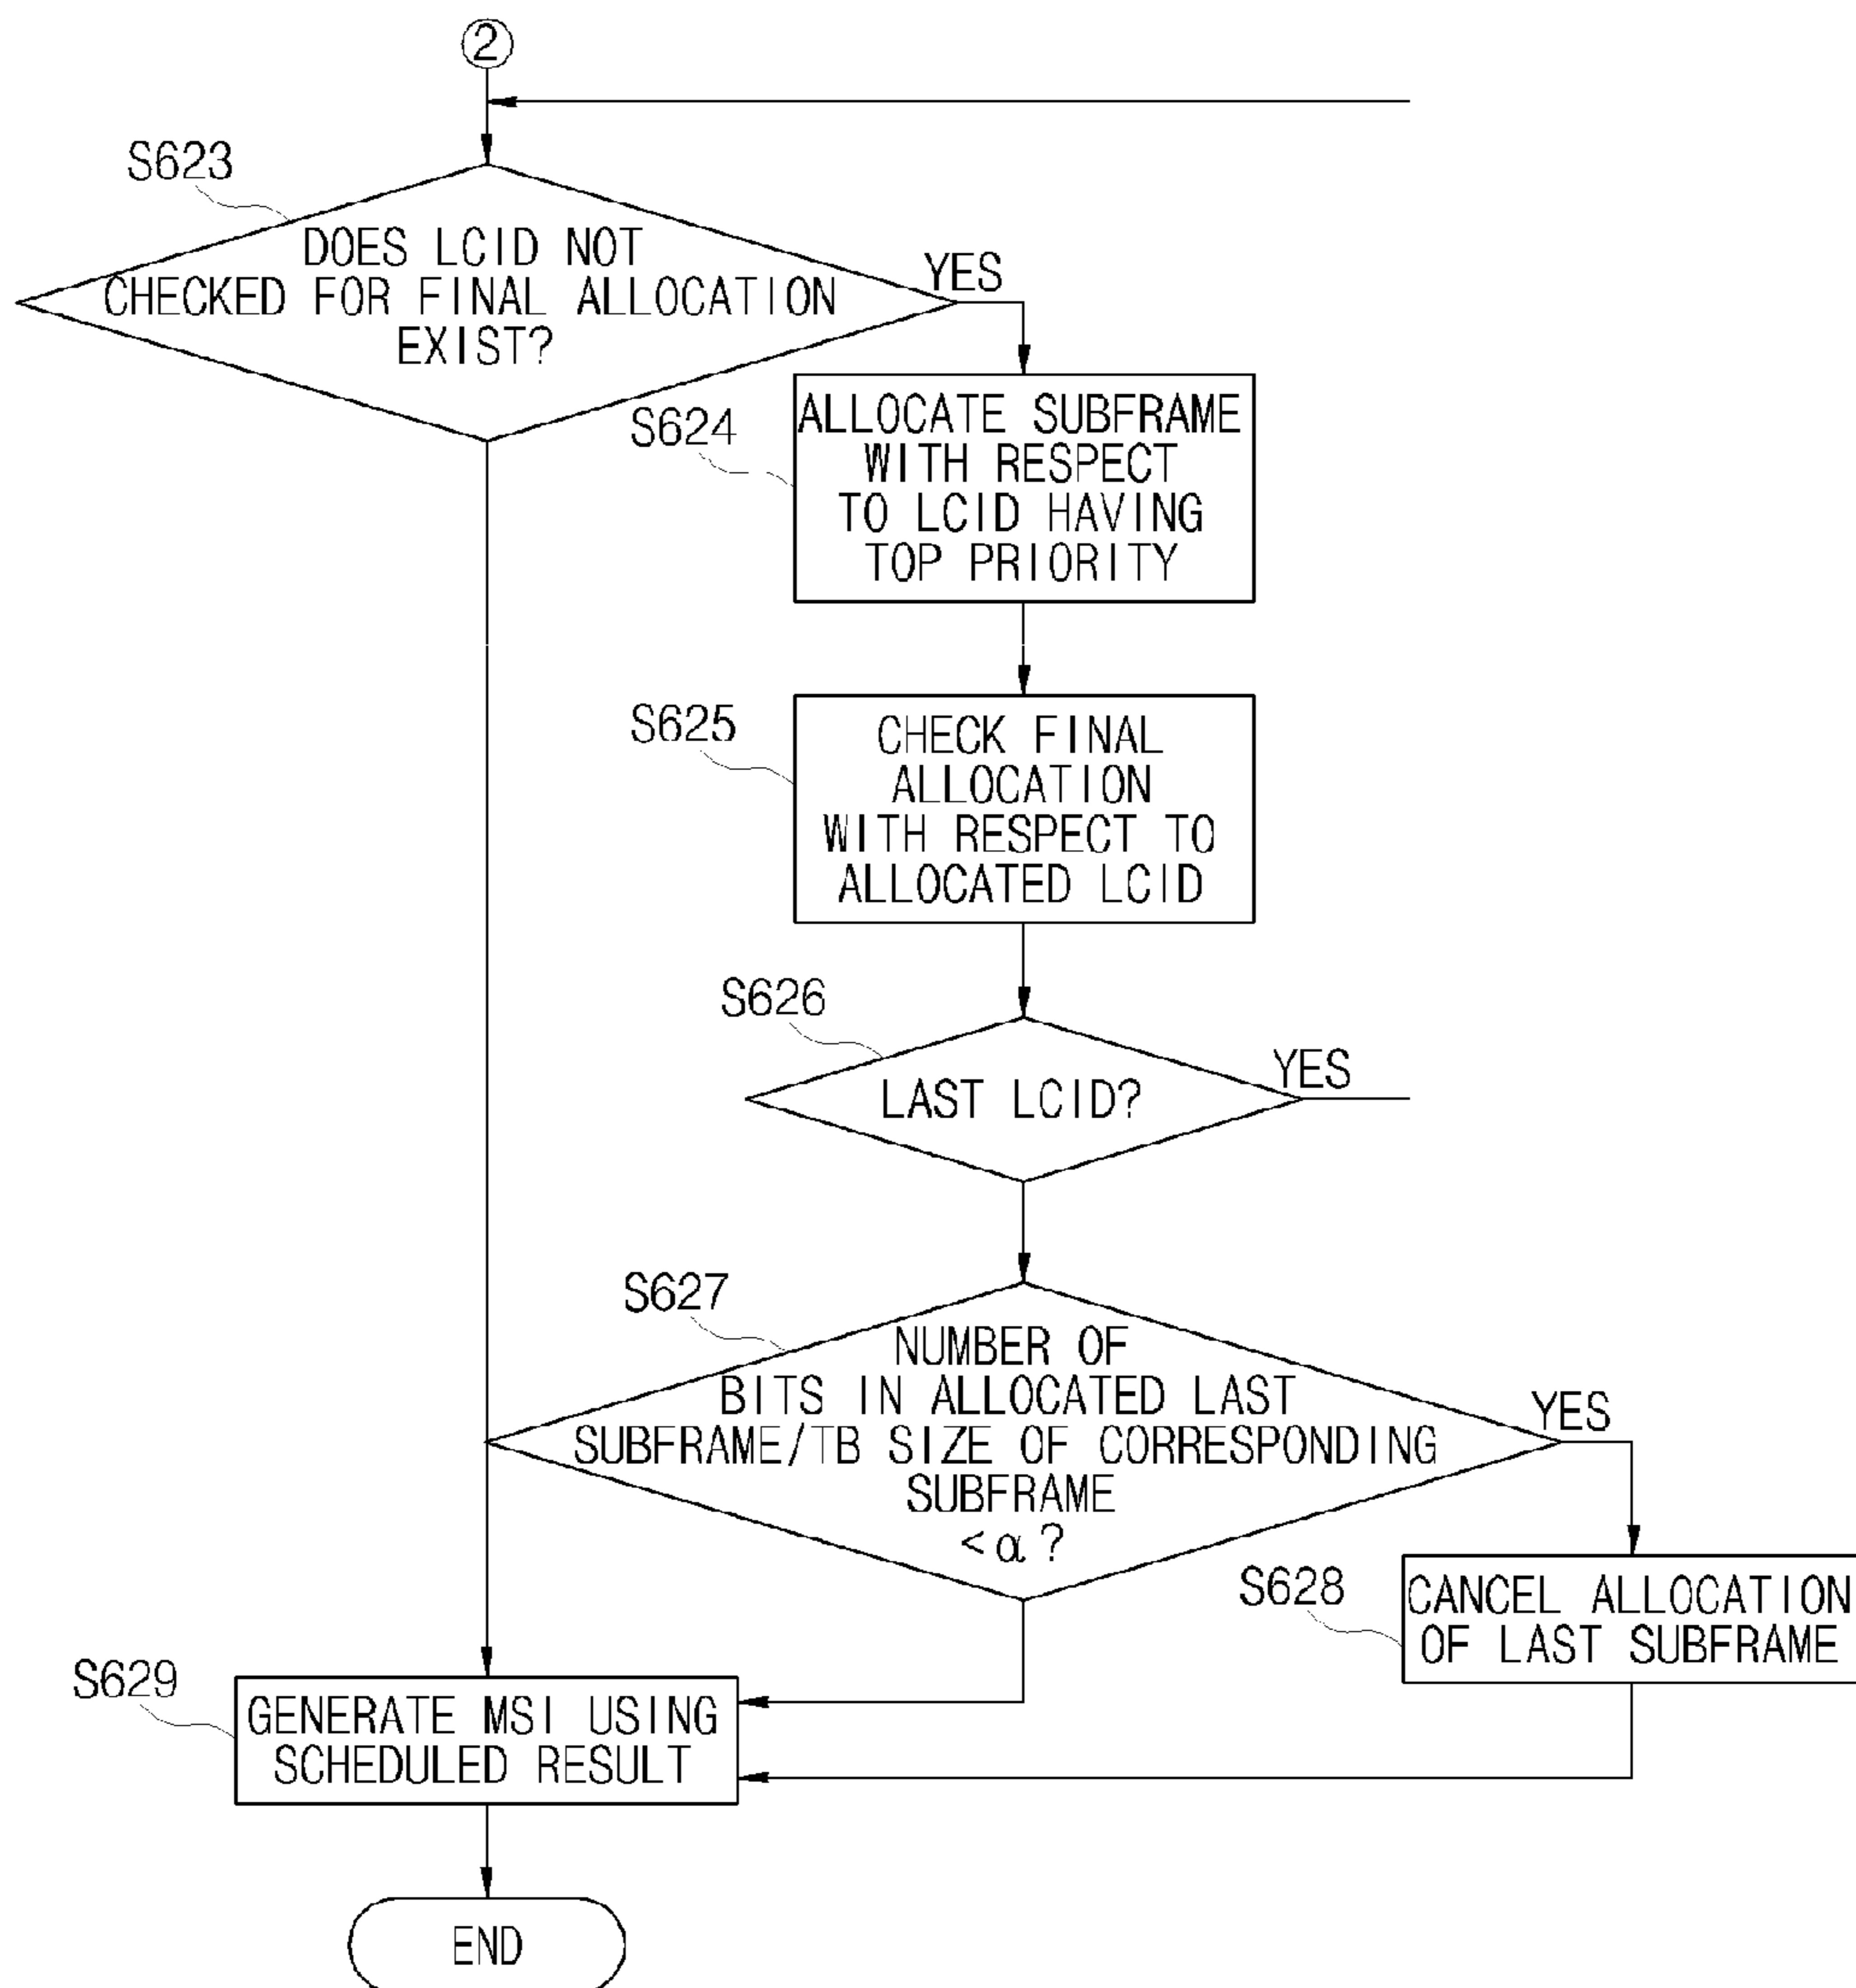 2
S623
DOES LCID NOT
CHECKED FOR FINAL ALLOCATION
EXIST?
YES
S624
ALLOCATE SUBFRAME
WITH RESPECT
TO LCID HAVING
TOP PRIORITY
S625
CHECK FINAL
ALLOCATION
WITH RESPECT TO
ALLOCATED LCID
S626
LAST LCID?
YES
S627
NUMBER OF
BITS IN ALLOCATED LAST
SUBFRAME/TB SIZE OF CORRESPONDING
SUBFRAME
<α?
YES
S628
CANCEL ALLOCATION
OF LAST SUBFRAME
S629
GENERATE MSI USING
SCHEDULED RESULT
END